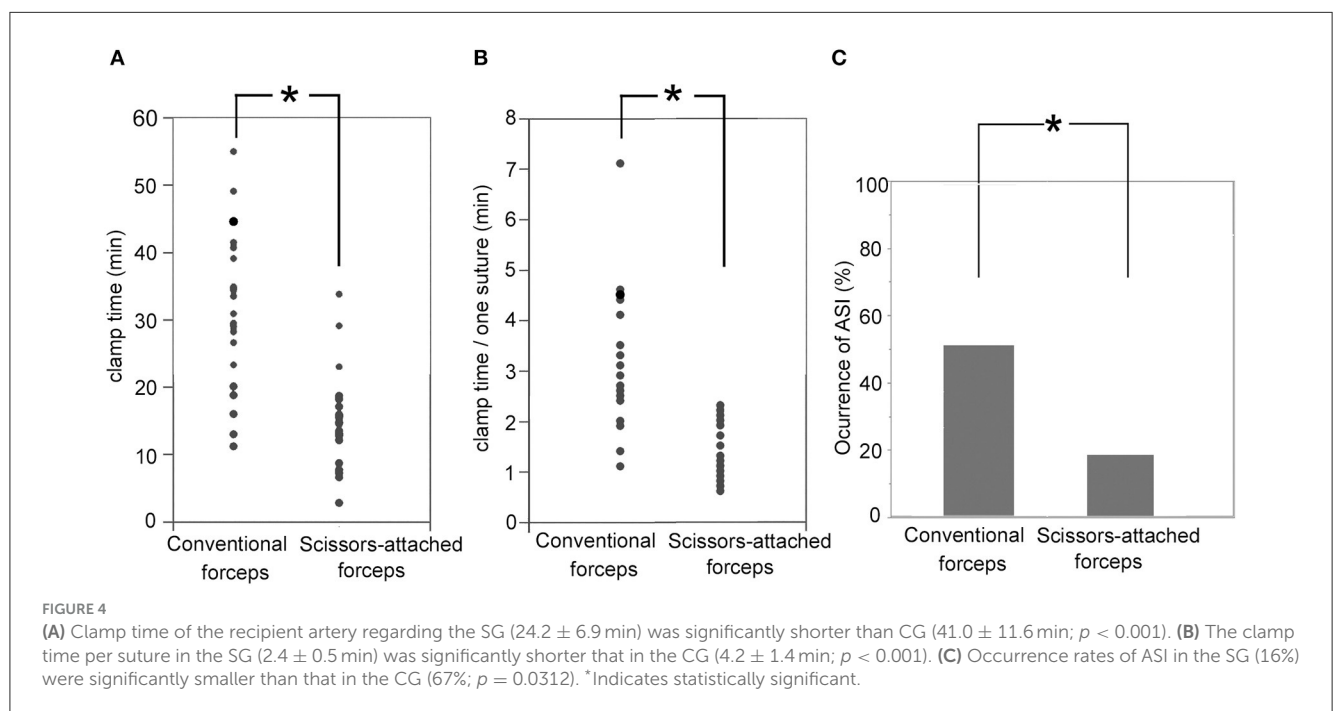 A
*
clamp time (min)
60
50
40
30
20
10
0
Conventional
forceps
Scissors-attached
forceps
B
*
clamp time / one suture (min)
8
7
6
5
4
3
2
1
0
Conventional
forceps
Scissors-attached
forceps
C
*
Ocurrence of ASI (%)
100
80
60
40
20
0
Conventional
forceps
Scissors-attached
forceps
FIGURE 4
(A) Clamp time of the recipient artery regarding the SG (24.2 ± 6.9 min) was significantly shorter than CG (41.0 ± 11.6 min; p < 0.001). (B) The clamp
time per suture in the SG (2.4 ± 0.5 min) was significantly shorter that in the CG (4.2 ± 1.4 min; p < 0.001). (C) Occurrence rates of ASI in the SG (16%)
were significantly smaller than that in the CG (67%; p = 0.0312). *Indicates statistically significant.